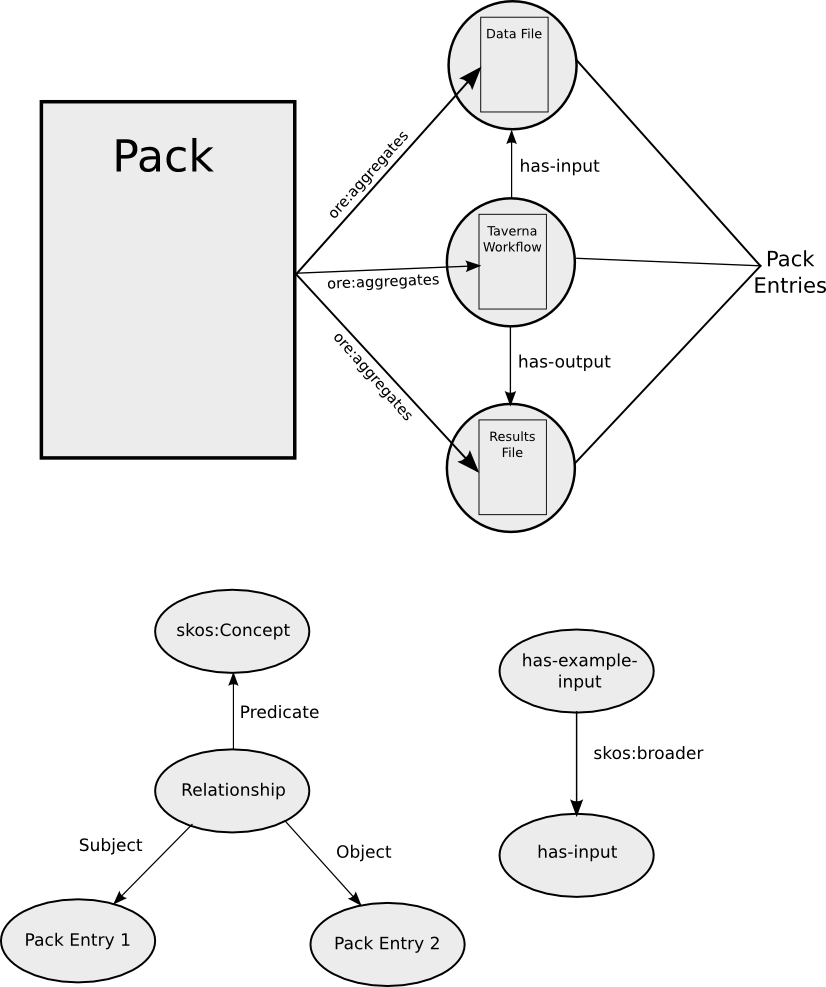 Data File
Pack
ore:aggregates
has-input
Taverna
Workflow
ore:aggregates
Pack
Entries
ore:aggregates
has-output
Results
File
skos:Concept
Predicate
Relationship
Subject
Object
Pack Entry 1
Pack Entry 2
has-example-
input
skos:broader
has-input